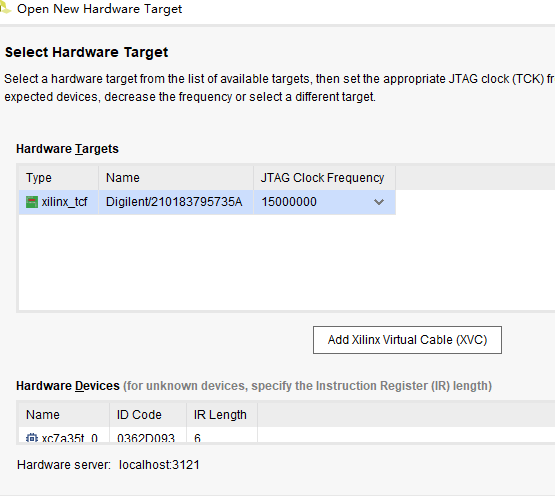 Open New Hardware Target
Select Hardware Target
Select a hardware target from the list of available targets, then set the appropriate JTAG clock (TCK) fr
expected devices, decrease the frequency or select a different target.
Hardware Targets
Type Name JTAG Clock Frequency
xilinx_tcf Digilent/210183795735A 15000000
Add Xilinx Virtual Cable (XVC)
Hardware Devices (for unknown devices, specify the Instruction Register (IR) length)
Name ID Code IR Length
xc7a35t_0 0362D093 6
Hardware server: localhost:3121